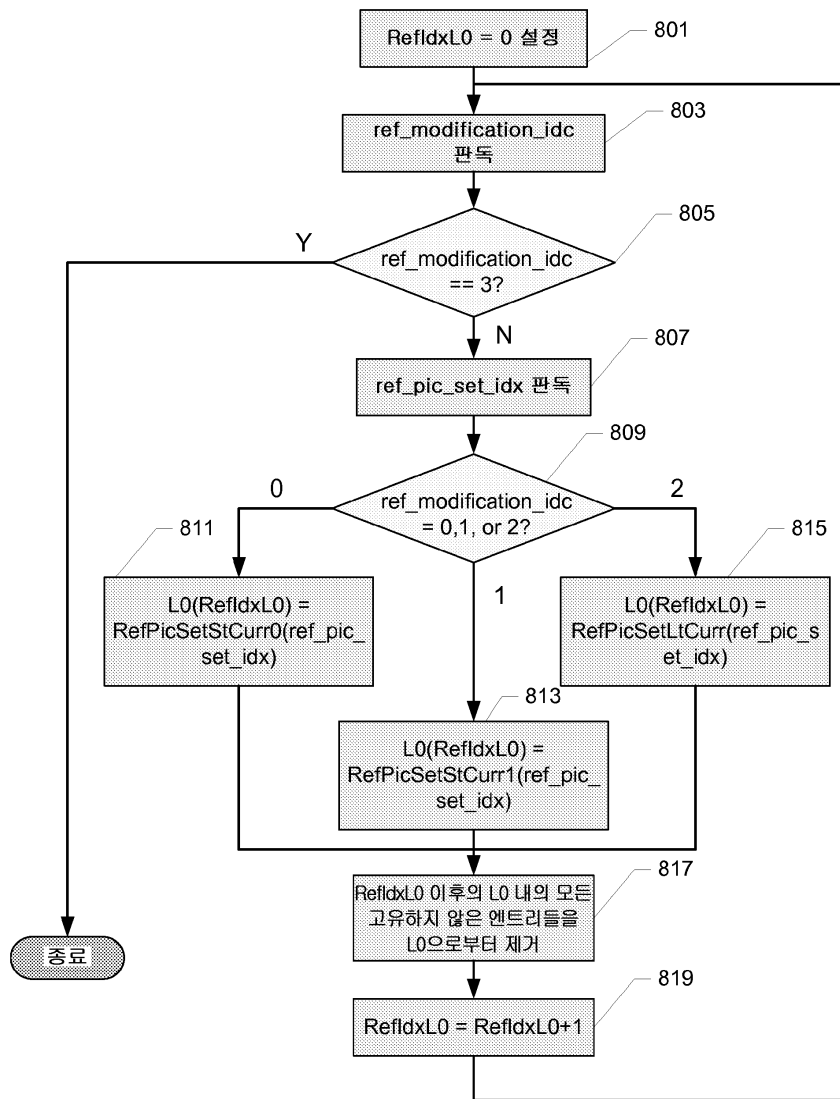 RefIdxL0 = 0 설정
801
ref_modification_idc
판독
803
805
Y
ref_modification_idc
== 3?
N
807
ref_pic_set_idx 판독
809
0
ref_modification_idc
= 0,1, or 2?
2
811
815
L0(RefIdxL0) =
RefPicSetStCurr0(ref_pic_
set_idx)
1
L0(RefIdxL0) =
RefPicSetLtCurr(ref_pic_s
et_idx)
813
L0(RefIdxL0) =
RefPicSetStCurr1(ref_pic_
set_idx)
817
RefIdxL0 이후의 L0 내의 모든
고유하지 않은 엔트리들을
L0으로부터 제거
종료
819
RefIdxL0 = RefIdxL0+1